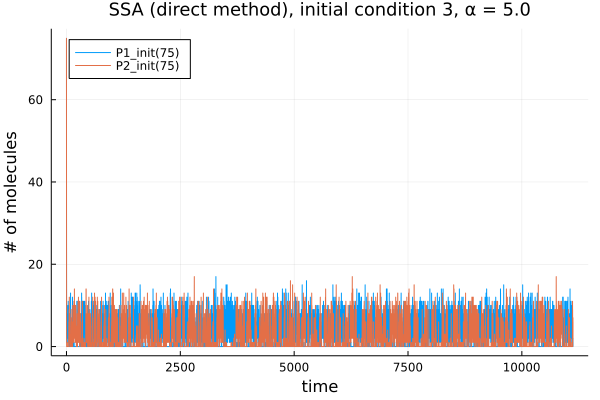 SSA (direct method), initial condition 3, α = 5.0
P1_init(75)
P2_init(75)
# of molecules
60
40
20
0
0 2500 5000 7500 10000
time